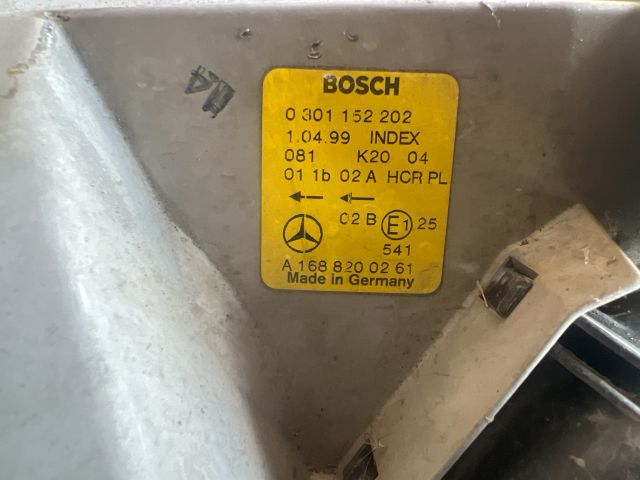 BOSCH
0 301 152 202
1.04.99 INDEX
081 K20 04
01 1b 02 A HCR PL
02 B E1 25
541
A 168 820 02 61
Made in Germany